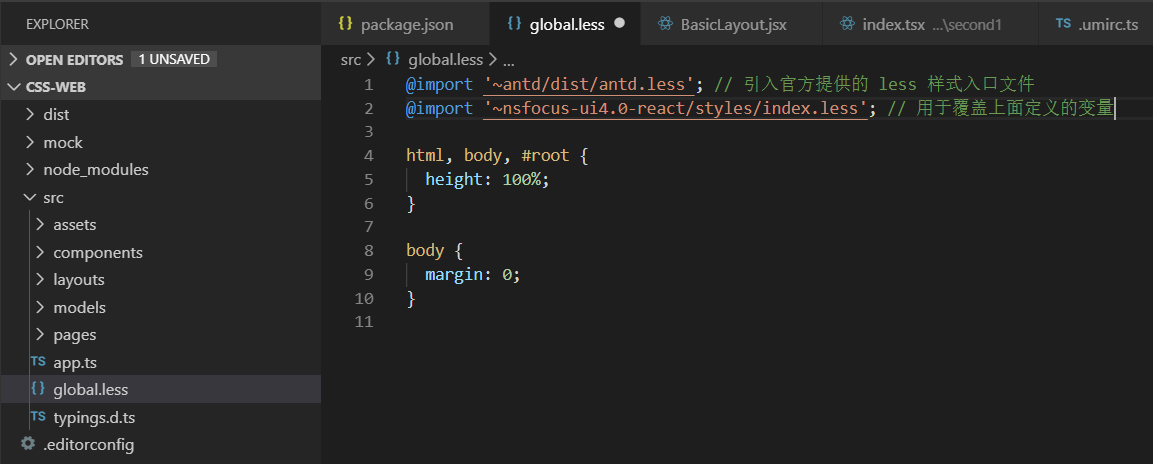 EXPLORER
OPEN EDITORS 1 UNSAVED
CSS-WEB
dist
mock
node_modules
src
assets
components
layouts
models
pages
TS app.ts
{} global.less
TS typings.d.ts
.editorconfig
{} package.json
{} global.less
BasicLayout.jsx
index.tsx ...\second1
TS .umirc.ts
src > {} global.less > ...
1 @import '~antd/dist/antd.less'; // 引入官方提供的 less 样式入口文件
2 @import '~nsfocus-ui4.0-react/styles/index.less'; // 用于覆盖上面定义的变量
3
4 html, body, #root {
5 height: 100%;
6 }
7
8 body {
9 margin: 0;
10 }
11